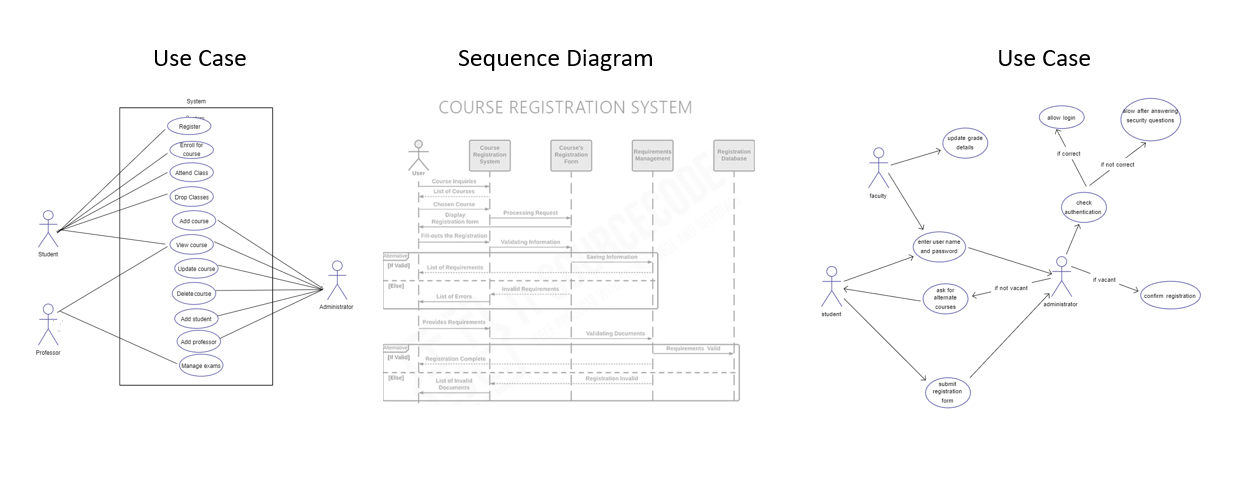 Use Case
Sequence Diagram
Use Case
System
Register
Enroll for
course
Attend Class
Drop Classes
Add course
View course
Update course
Delete course
Add student
Add professor
Manage exams
Student
Professor
Administrator
COURSE REGISTRATION SYSTEM
User
Course
Registration
System
Course's
Registration
Form
Requirements
Management
Registration
Database
Course Inquiries
List of Courses
Chosen Course
Processing Request
Display
Registration form
Fill-outs the Registration
Validating Information
Alternative
[If Valid]
Saving Information
List of Requirements
[Else]
Invalid Requirements
List of Errors
Provides Requirements
Validating Documents
Alternative
[If Valid]
Requirements Valid
Registration Complete
[Else]
Registration Invalid
List of Invalid
Documents
allow login
alow after answering
security questions
update grade
details
if correct
if not correct
faculty
check
authentication
enter user name
and password
student
ask for
alternate
courses
if not vacant
administrator
if vacant
confirm registration
submit
registration
form